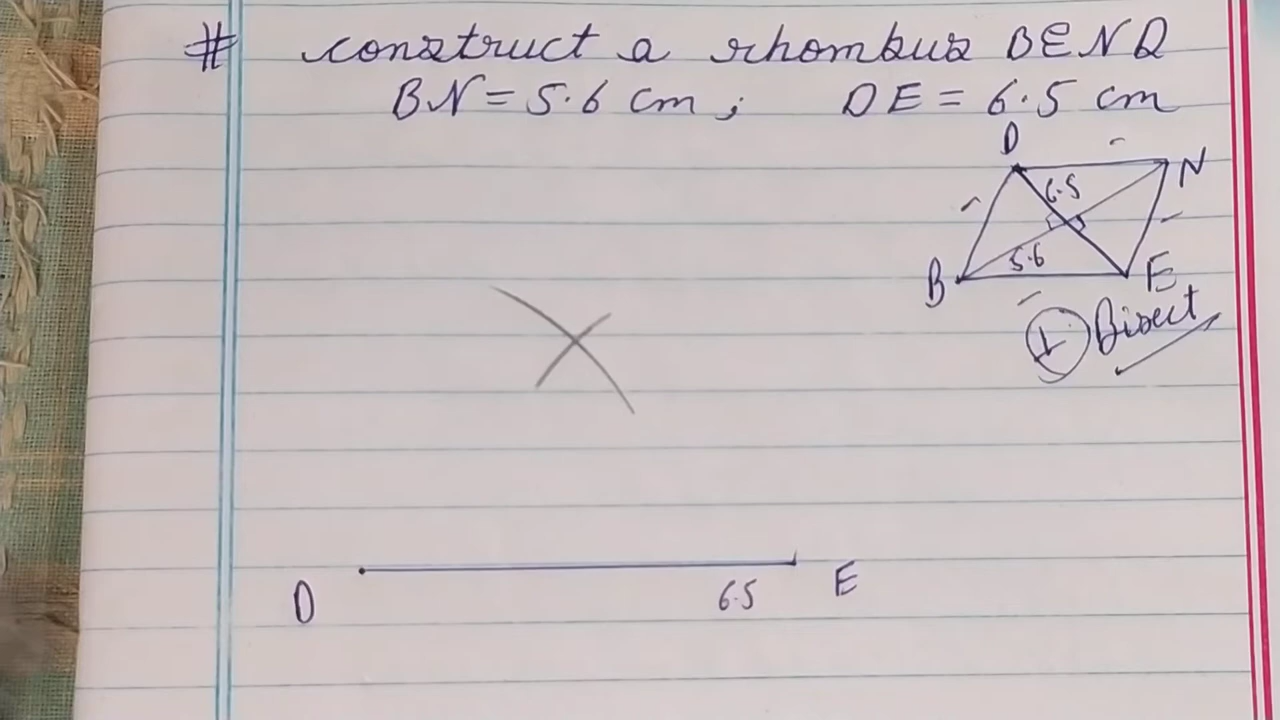 # construct a rhombus BEND
BN = 5.6 cm ; DE = 6.5 cm
D N
6.5
5.6
B E
⊥ Bisect
D 6.5 E